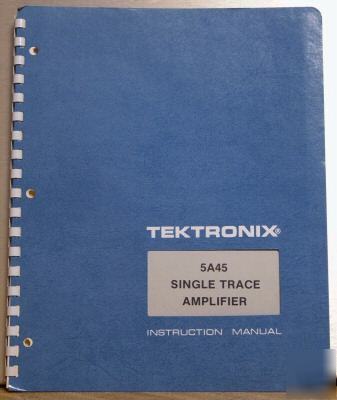 TEKTRONIX®
5A45
SINGLE TRACE
AMPLIFIER
INSTRUCTION MANUAL